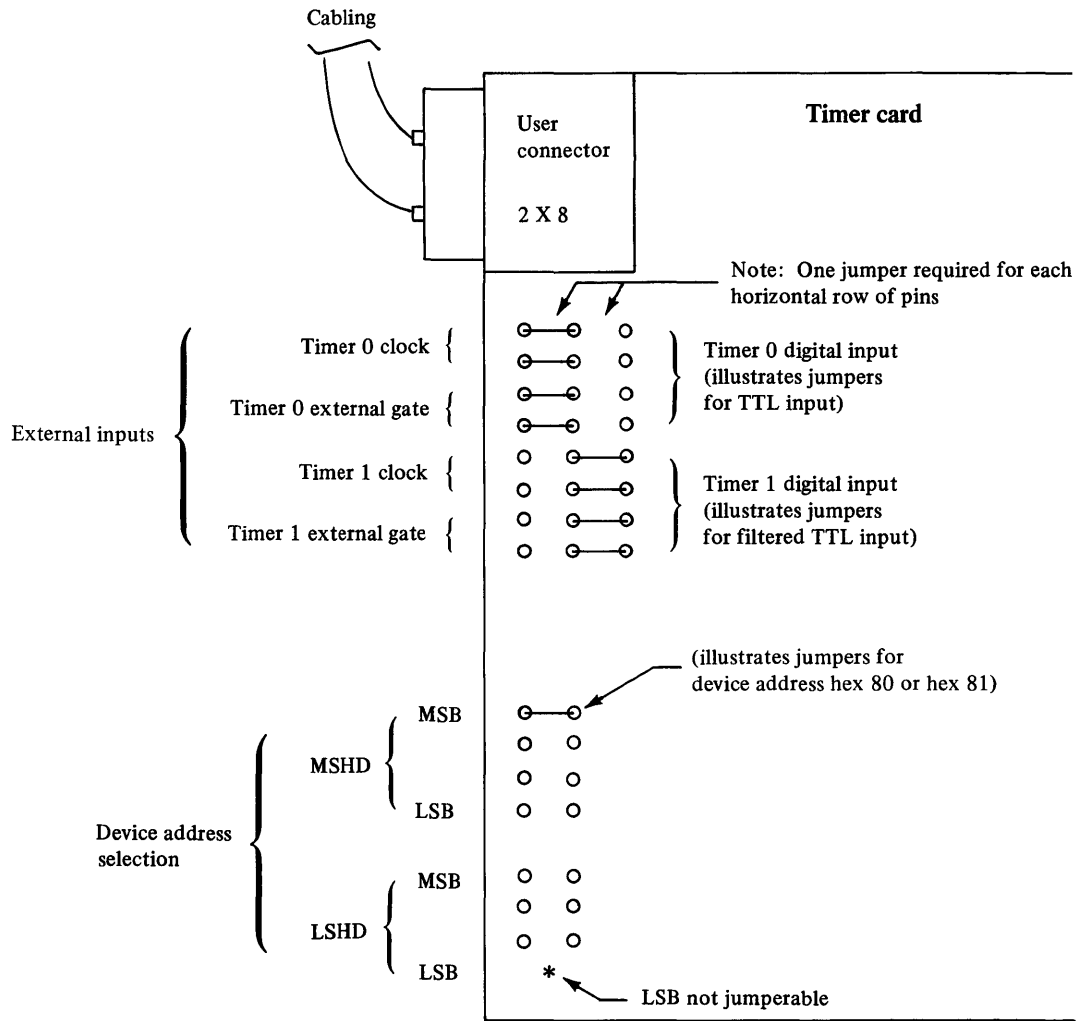 Cabling
Timer card
User
connector
2 X 8
Note: One jumper required for each
horizontal row of pins
Timer 0 clock
Timer 0 external gate
Timer 1 clock
Timer 1 external gate
External inputs
Timer 0 digital input
(illustrates jumpers
for TTL input)
Timer 1 digital input
(illustrates jumpers
for filtered TTL input)
(illustrates jumpers for
device address hex 80 or hex 81)
MSB
MSHD
LSB
Device address
selection
MSB
LSHD
LSB
*
LSB not jumperable